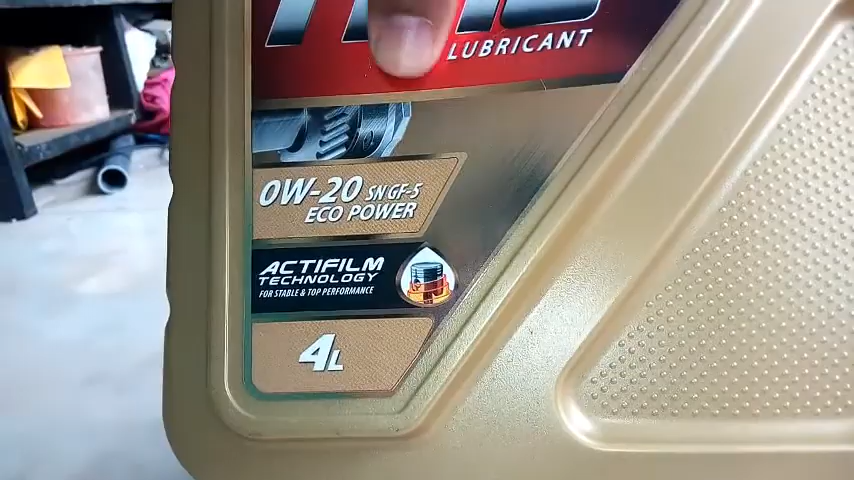 LUBRICANT
0W-20 SN GF-5
ECO POWER
ACTIFILM
TECHNOLOGY
FOR STABLE & TOP PERFORMANCE
4L